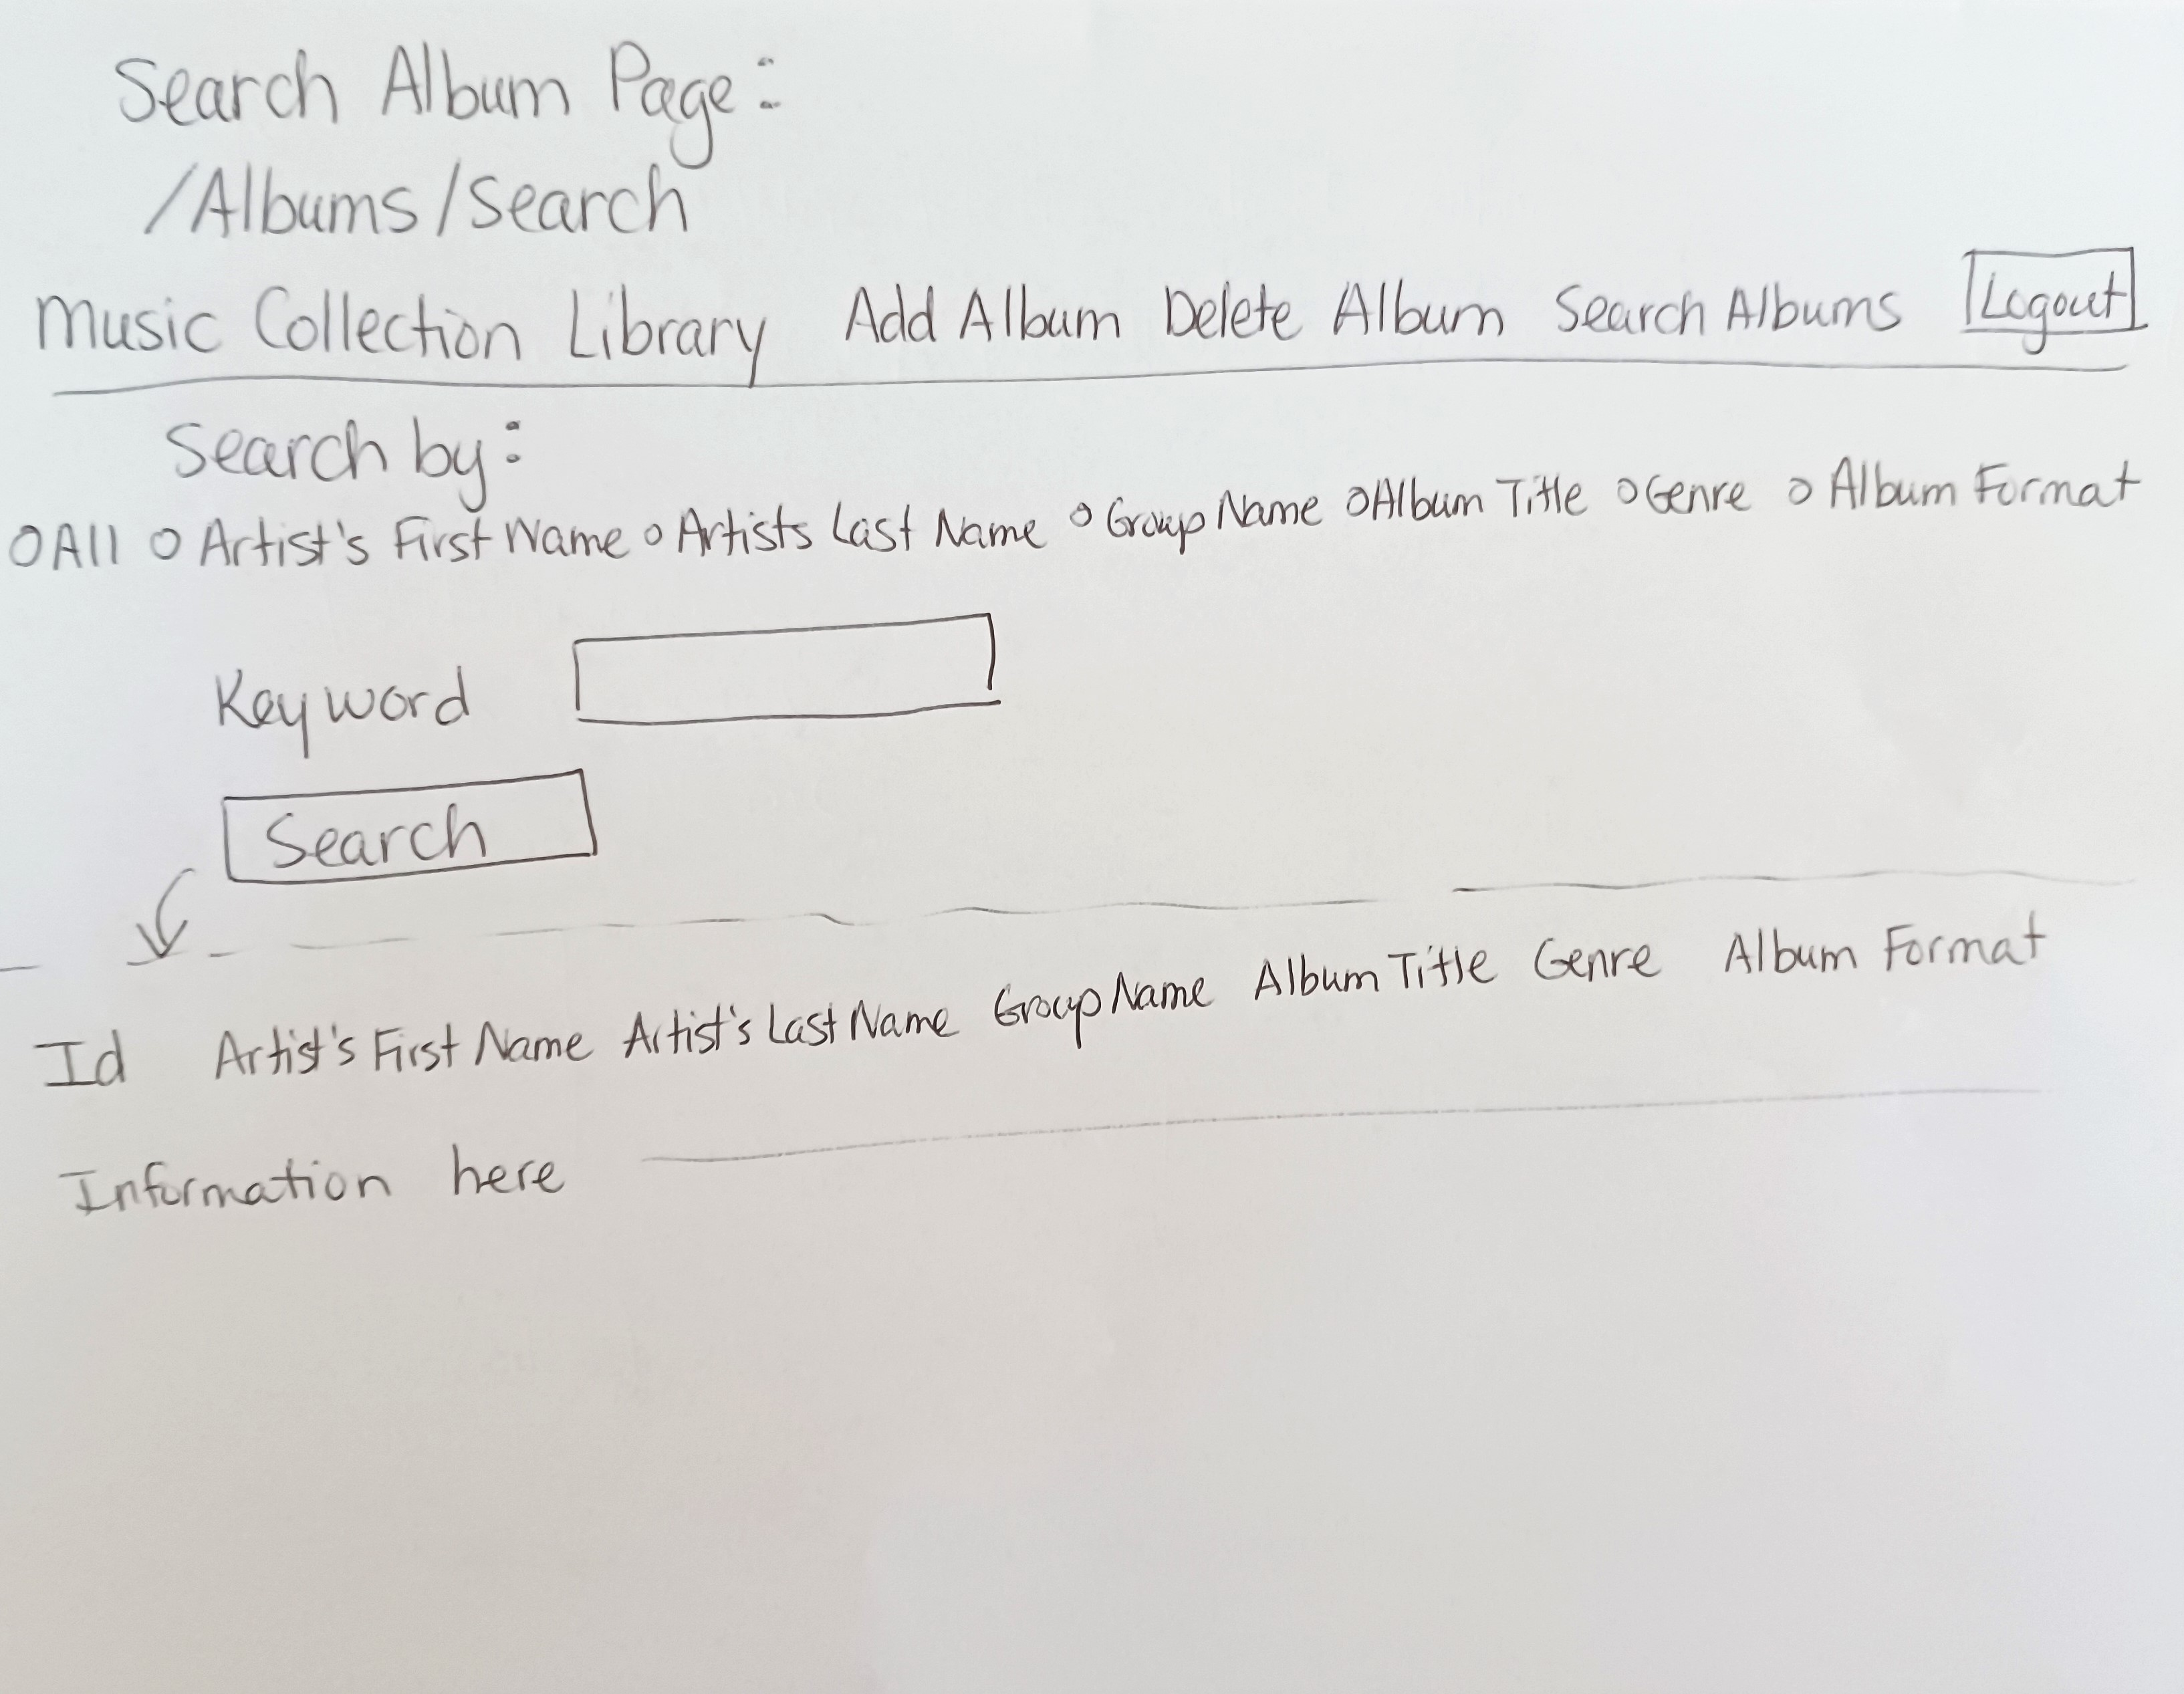 Search Album Page:
/Albums/Search
Music Collection Library Add Album Delete Album Search Albums Logout
Search by:
All Artist's First Name Artists Last Name Group Name Album Title Genre Album Format
Keyword
Search
Id Artist's First Name Artist's Last Name Group Name Album Title Genre Album Format
Information here